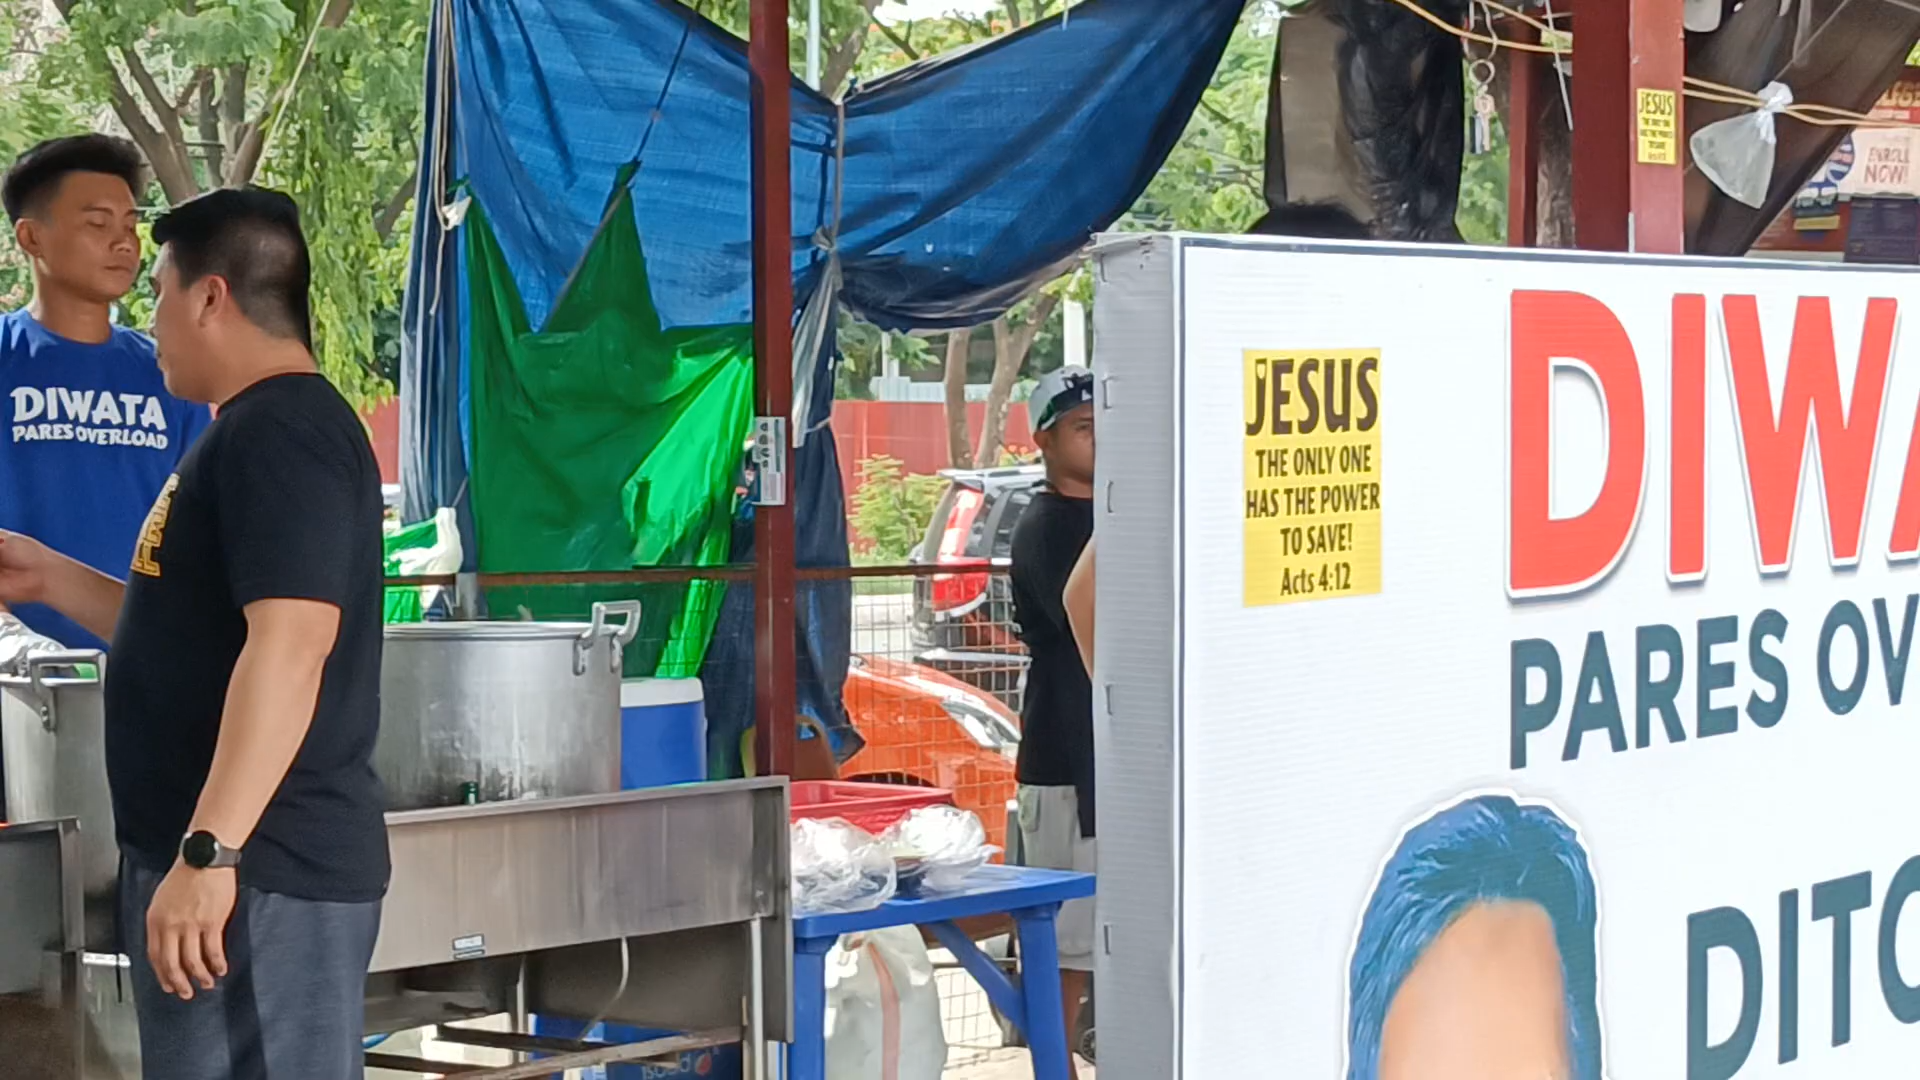 DIWATA
PARES OVERLOAD
JESUS
THE ONLY ONE
HAS THE POWER
TO SAVE!
Acts 4:12
DIWA
PARES OV
DITO
JESUS
ENROLL
NOW!
pepsi